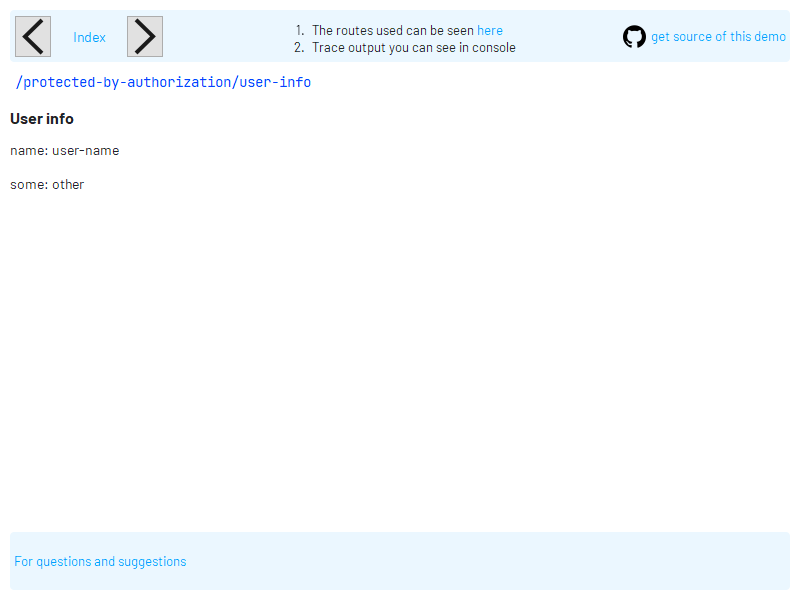 Index
1. The routes used can be seen here
2. Trace output you can see in console
get source of this demo
/protected-by-authorization/user-info
User info
name: user-name
some: other
For questions and suggestions